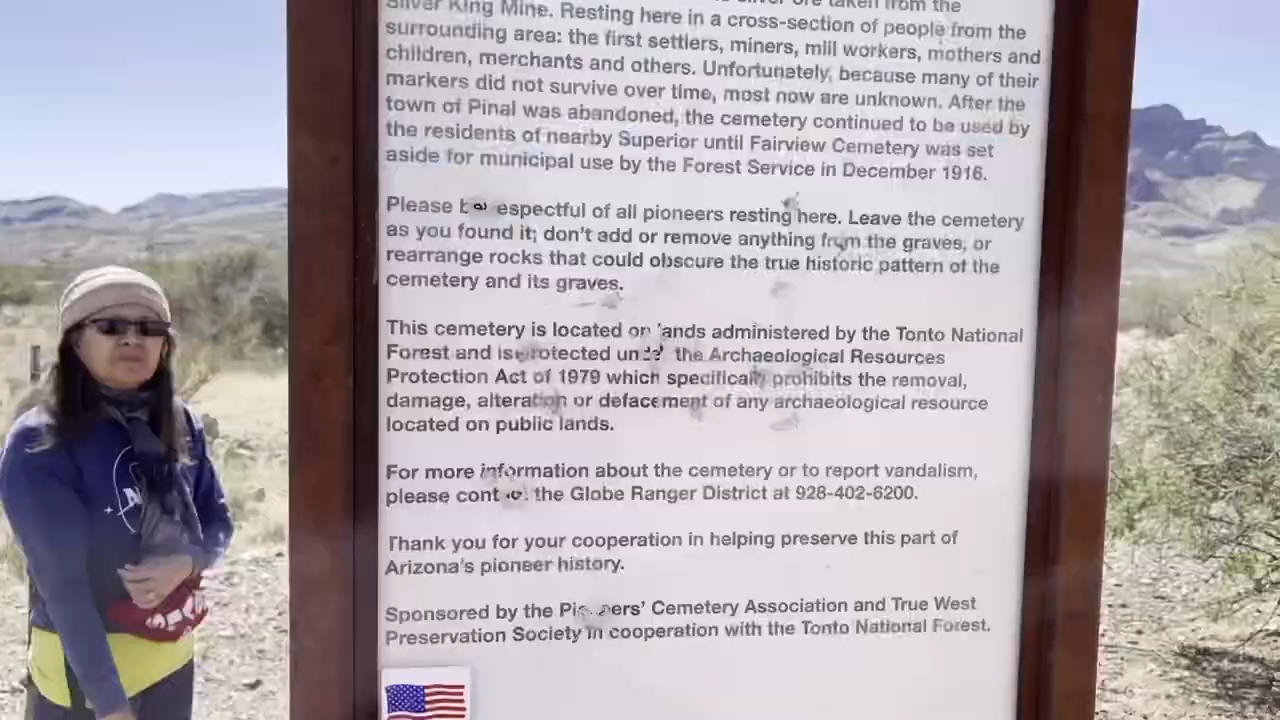 silver ore taken from the
Silver King Mine. Resting here in a cross-section of people from the
surrounding area: the first settlers, miners, mill workers, mothers and
children, merchants and others. Unfortunately, because many of their
markers did not survive over time, most now are unknown. After the
town of Pinal was abandoned, the cemetery continued to be used by
the residents of nearby Superior until Fairview Cemetery was set
aside for municipal use by the Forest Service in December 1916.
Please be respectful of all pioneers resting here. Leave the cemetery
as you found it; don't add or remove anything from the graves, or
rearrange rocks that could obscure the true historic pattern of the
cemetery and its graves.
This cemetery is located on lands administered by the Tonto National
Forest and is protected under the Archaeological Resources
Protection Act of 1979 which specifically prohibits the removal,
damage, alteration or defacement of any archaeological resource
located on public lands.
For more information about the cemetery or to report vandalism,
please contact the Globe Ranger District at 928-402-6200.
Thank you for your cooperation in helping preserve this part of
Arizona's pioneer history.
Sponsored by the Pioneers' Cemetery Association and True West
Preservation Society in cooperation with the Tonto National Forest.